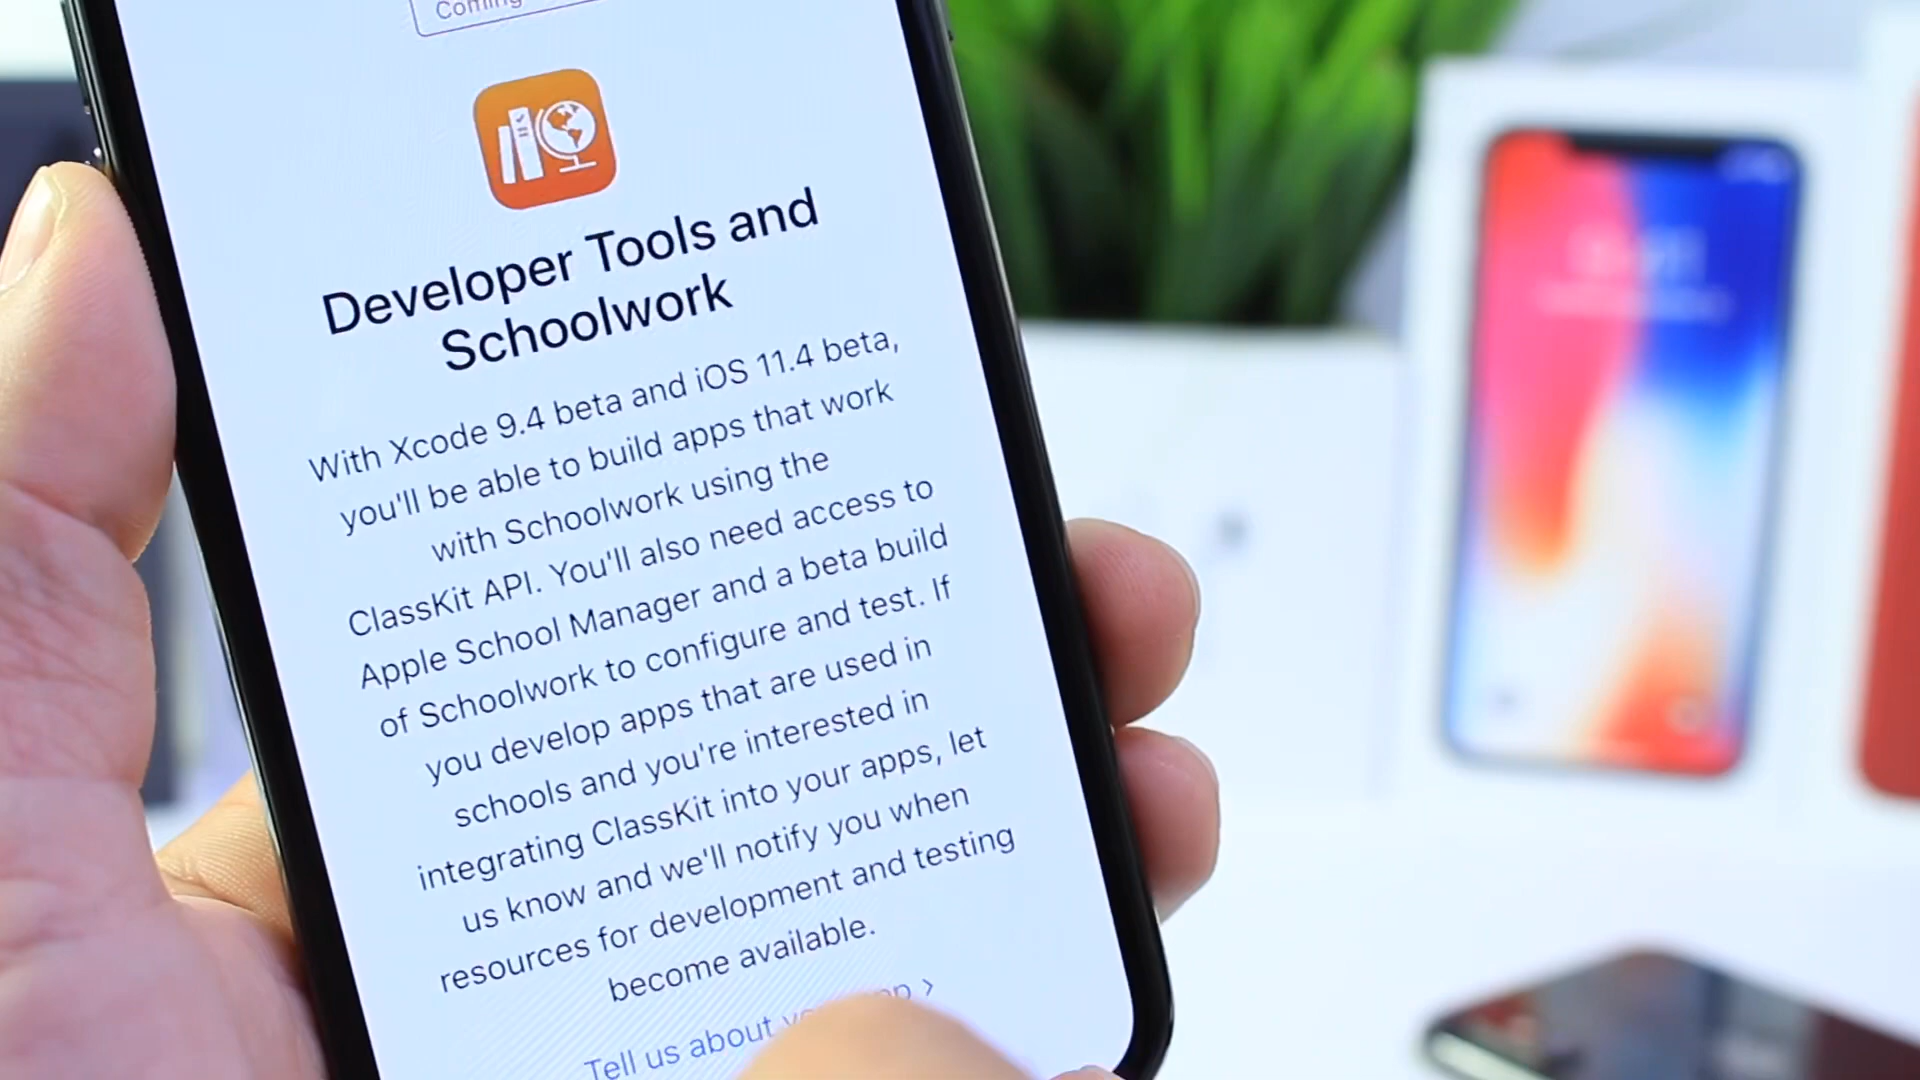 Coming
Developer Tools and
Schoolwork
With Xcode 9.4 beta and iOS 11.4 beta,
you'll be able to build apps that work
with Schoolwork using the
ClassKit API. You'll also need access to
Apple School Manager and a beta build
of Schoolwork to configure and test. If
you develop apps that are used in
schools and you're interested in
integrating ClassKit into your apps, let
us know and we'll notify you when
resources for development and testing
become available.
Tell us about >